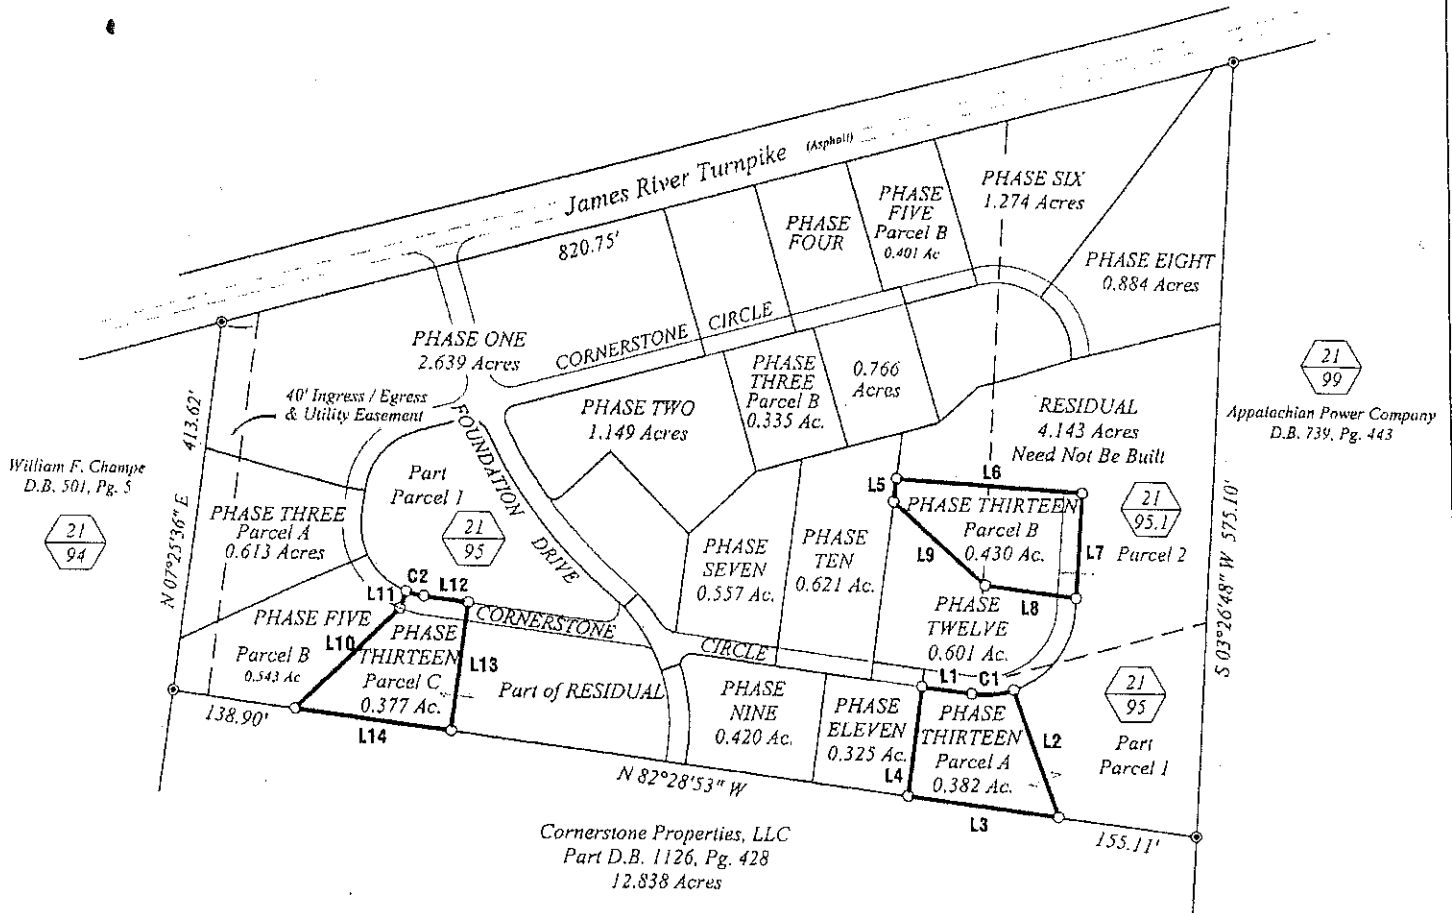 James River Turnpike (Asphalt)
820.75'
PHASE SIX
1.274 Acres
PHASE
FIVE
Parcel B
0.401 Ac
PHASE
FOUR
PHASE EIGHT
0.884 Acres
PHASE ONE
2.639 Acres
CORNERSTONE CIRCLE
40' Ingress / Egress
& Utility Easement
413.62'
N 07°25'36" E
William F. Champe
D.B. 501, Pg. 5
21
94
PHASE TWO
1.149 Acres
PHASE
THREE
Parcel B
0.335 Ac.
0.766
Acres
RESIDUAL
4.143 Acres
Need Not Be Built
21
99
Appalachian Power Company
D.B. 739, Pg. 443
S 03°26'48" W 575.10'
FOUNDATION DRIVE
Part
Parcel 1
21
95
PHASE THREE
Parcel A
0.613 Acres
PHASE
SEVEN
0.557 Ac.
PHASE
TEN
0.621 Ac.
L5
L6
PHASE THIRTEEN
Parcel B
0.430 Ac.
L9
L7
L8
21
95.1
Parcel 2
PHASE
TWELVE
0.601 Ac.
PHASE FIVE
Parcel B
0.543 Ac
L11
C2
L12
L10
PHASE
THIRTEEN
Parcel C
0.377 Ac.
L13
L14
138.90'
CORNERSTONE CIRCLE
Part of RESIDUAL
PHASE
NINE
0.420 Ac.
PHASE
ELEVEN
0.325 Ac.
L1
C1
L4
PHASE
THIRTEEN
Parcel A
0.382 Ac.
L2
L3
21
95
Part
Parcel 1
N 82°28'53" W
155.11'
Cornerstone Properties, LLC
Part D.B. 1126, Pg. 428
12.838 Acres